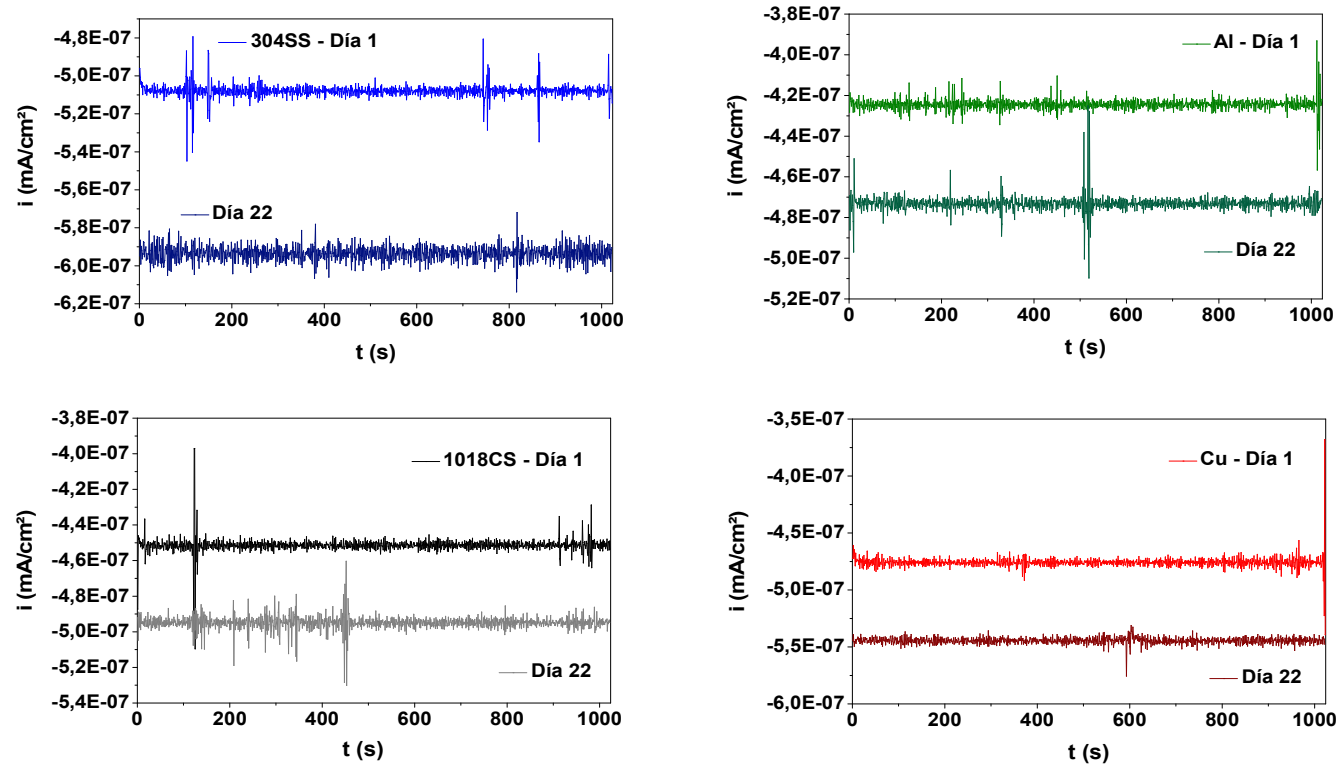 304SS - Día 1
Día 22
i (mA/cm²)
-4,8E-07
-5,0E-07
-5,2E-07
-5,4E-07
-5,6E-07
-5,8E-07
-6,0E-07
-6,2E-07
0 200 400 600 800 1000
t (s)
Al - Día 1
Día 22
i (mA/cm²)
-3,8E-07
-4,0E-07
-4,2E-07
-4,4E-07
-4,6E-07
-4,8E-07
-5,0E-07
-5,2E-07
0 200 400 600 800 1000
t (s)
1018CS - Día 1
Día 22
i (mA/cm²)
-3,8E-07
-4,0E-07
-4,2E-07
-4,4E-07
-4,6E-07
-4,8E-07
-5,0E-07
-5,2E-07
-5,4E-07
0 200 400 600 800 1000
t (s)
Cu - Día 1
Día 22
i (mA/cm²)
-3,5E-07
-4,0E-07
-4,5E-07
-5,0E-07
-5,5E-07
-6,0E-07
0 200 400 600 800 1000
t (s)